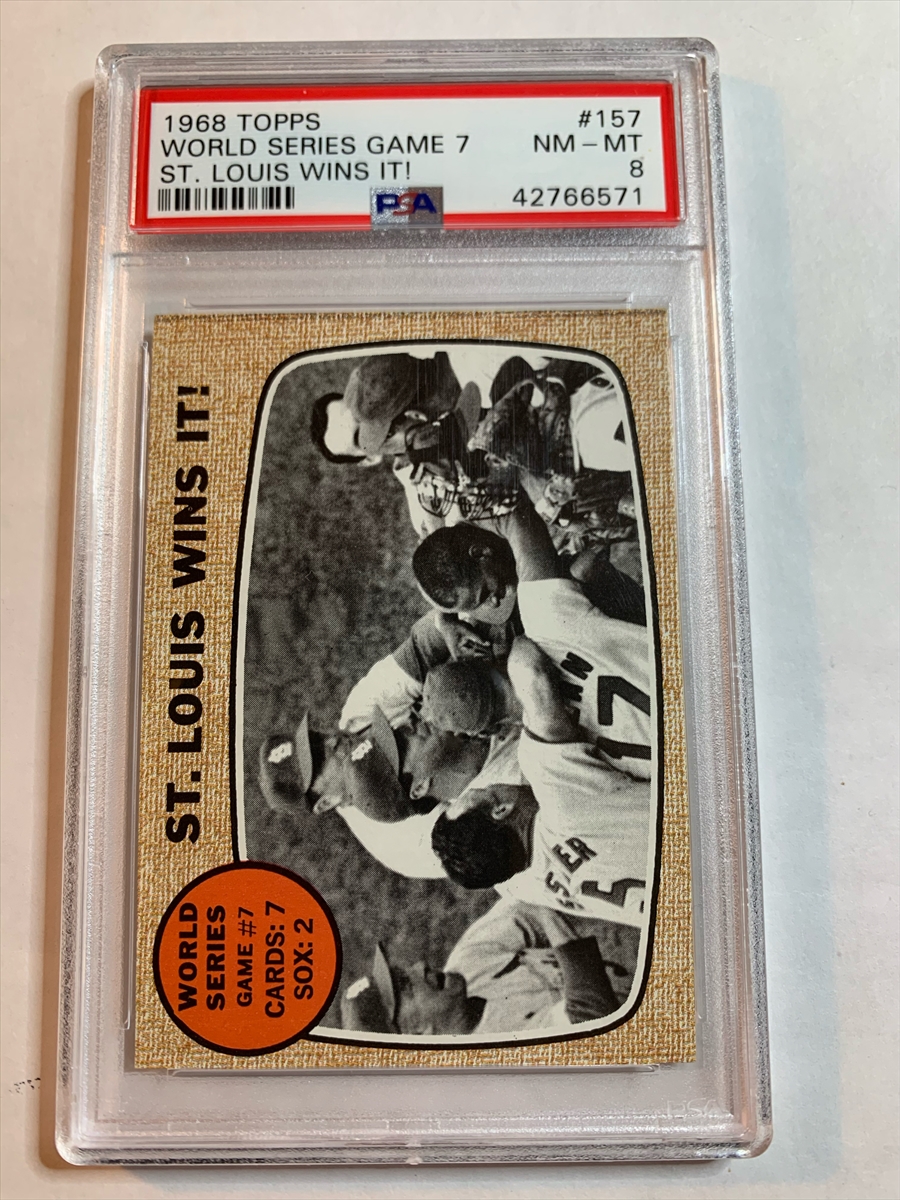 1968 TOPPS #157
WORLD SERIES GAME 7 NM - MT
ST. LOUIS WINS IT! 8
PSA 42766571
ST. LOUIS WINS IT!
WORLD
SERIES
GAME #7
CARDS: 7
SOX: 2
17
5